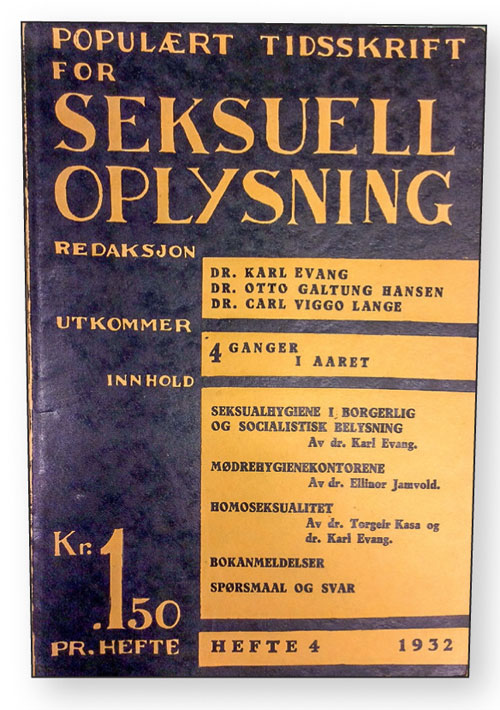 POPULÆRT TIDSSKRIFT
FOR
SEKSUELL
OPLYSNING
REDAKSJON
DR. KARL EVANG
DR. OTTO GALTUNG HANSEN
DR. CARL VIGGO LANGE
UTKOMMER
4 GANGER
I AARET
INNHOLD
SEKSUALHYGIENE I BORGERLIG
OG SOCIALISTISK BELYSNING
Av dr. Karl Evang.
MØDREHYGIENEKONTORENE
Av dr. Ellinor Jamvold.
HOMOSEKSUALITET
Av dr. Torgeir Kasa og
dr. Karl Evang.
BOKANMELDELSER
SPØRSMAAL OG SVAR
Kr. 1.50
PR. HEFTE
HEFTE 4 1932